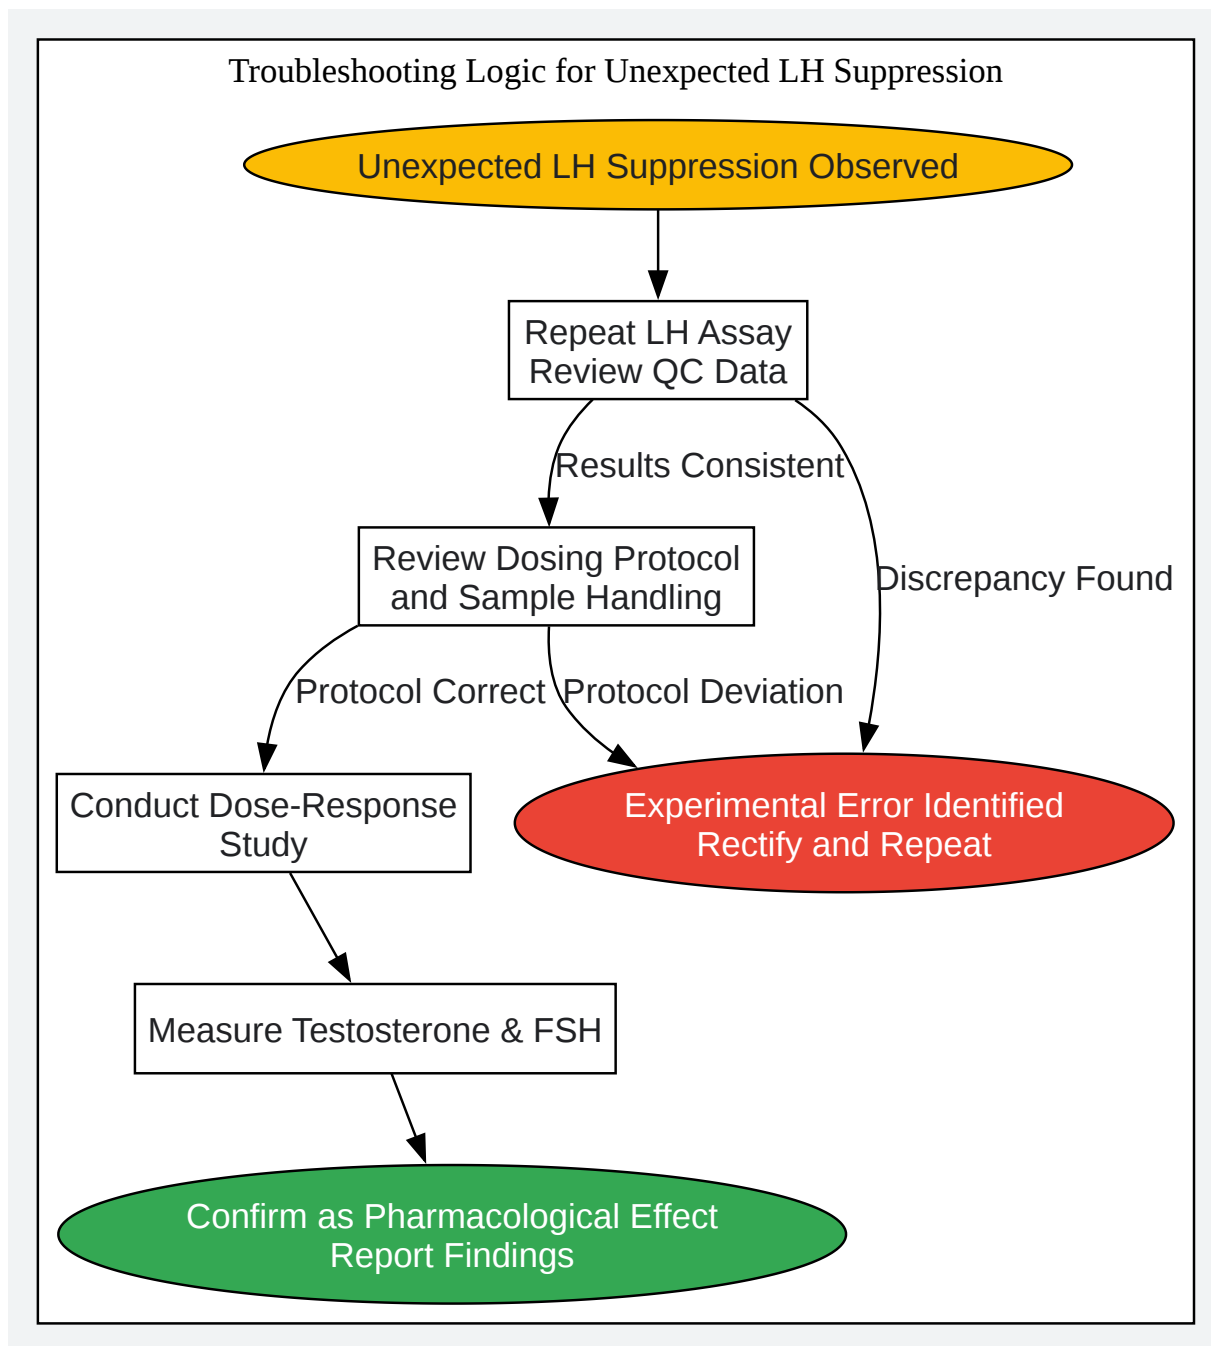 Troubleshooting Logic for Unexpected LH Suppression
Unexpected LH Suppression Observed
Repeat LH Assay
Review QC Data
Results Consistent
Review Dosing Protocol
and Sample Handling
Discrepancy Found
Protocol Correct
Protocol Deviation
Conduct Dose-Response
Study
Experimental Error Identified
Rectify and Repeat
Measure Testosterone & FSH
Confirm as Pharmacological Effect
Report Findings